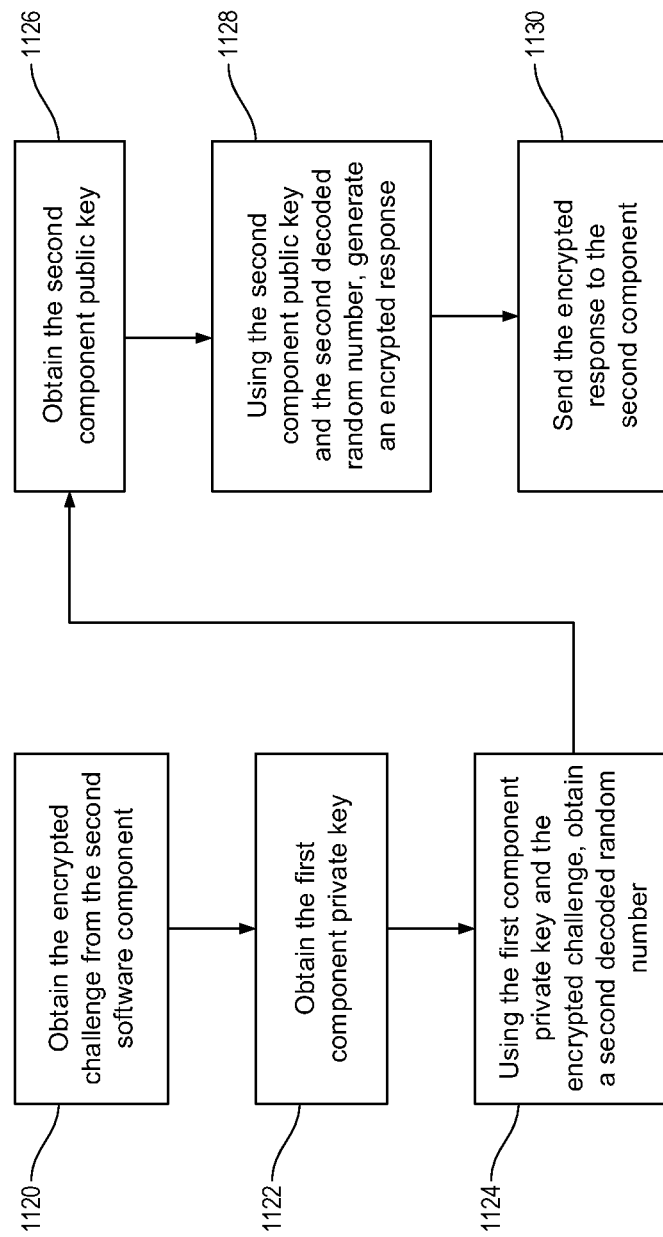 1120
Obtain the encrypted
challenge from the second
software component
1122
Obtain the first
component private key
1124
Using the first component
private key and the
encrypted challenge, obtain
a second decoded random
number
1126
Obtain the second
component public key
1128
Using the second
component public key
and the second decoded
random number, generate
an encrypted response
1130
Send the encrypted
response to the
second component